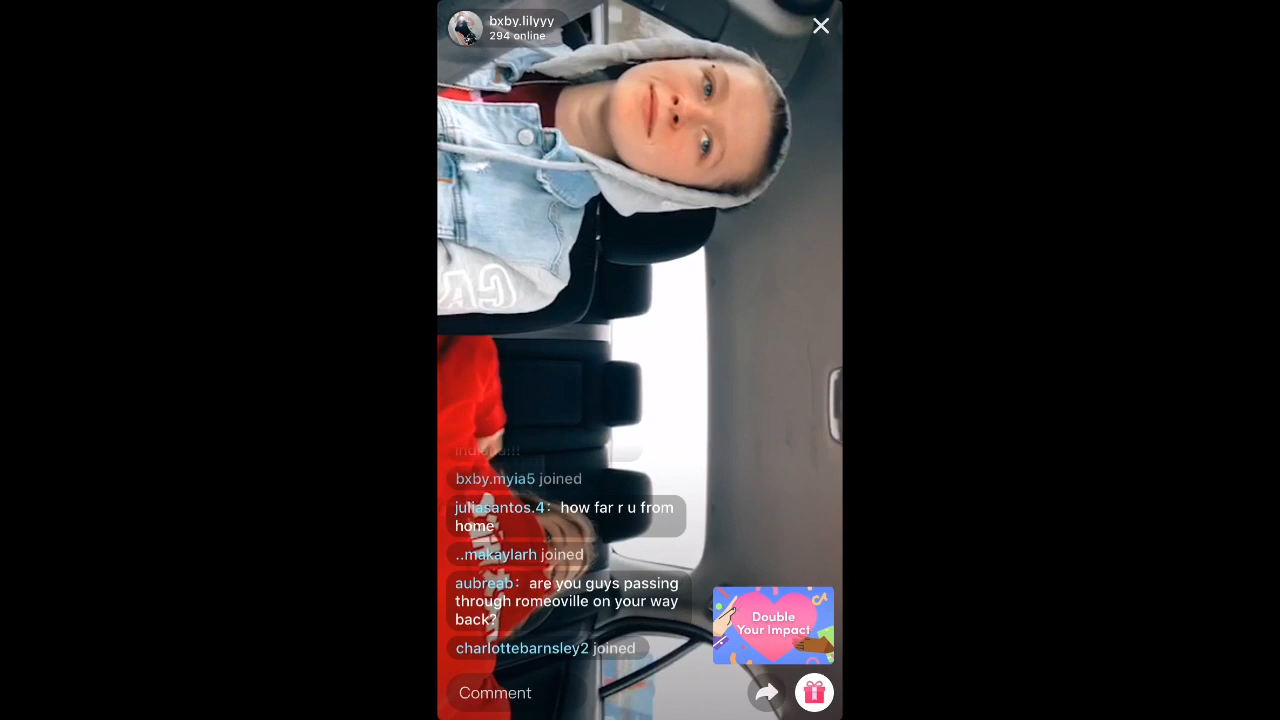 bxby.lilyyy
294 online
indiana!!!
bxby.myia5 joined
juliasantos.4: how far r u from
home
..makaylarh joined
aubreab: are you guys passing
through romeoville on your way
back?
charlottebarnsley2 joined
Double
Your Impact
Comment